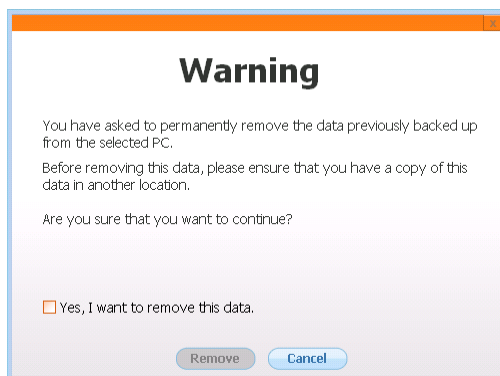 x
Warning
You have asked to permanently remove the data previously backed up
from the selected PC.
Before removing this data, please ensure that you have a copy of this
data in another location.
Are you sure that you want to continue?
Yes, I want to remove this data.
Remove Cancel